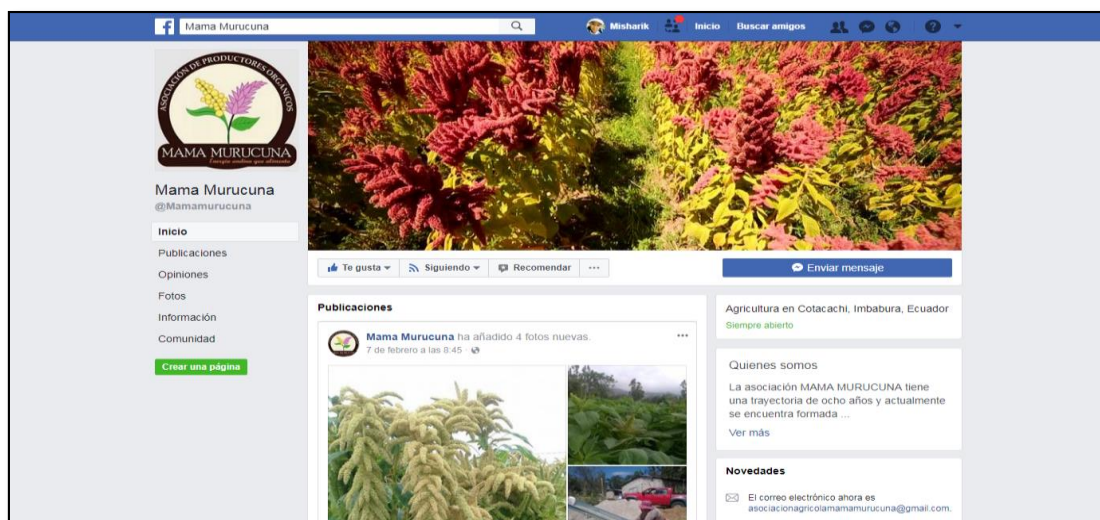 Mama Murucuna
Misharik
Inicio
Buscar amigos
ASOCIACIÓN DE PRODUCTORES ORGÁNICOS
MAMA MURUCUNA
Energía andina que alimenta
Mama Murucuna
@Mamamurucuna
Inicio
Publicaciones
Opiniones
Fotos
Información
Comunidad
Crear una página
Te gusta
Siguiendo
Recomendar
Enviar mensaje
Publicaciones
Mama Murucuna ha añadido 4 fotos nuevas.
7 de febrero a las 8:45
Agricultura en Cotacachi, Imbabura, Ecuador
Siempre abierto
Quienes somos
La asociación MAMA MURUCUNA tiene
una trayectoria de ocho años y actualmente
se encuentra formada ...
Ver más
Novedades
El correo electrónico ahora es
asociacionagricolamamamurucuna@gmail.com.